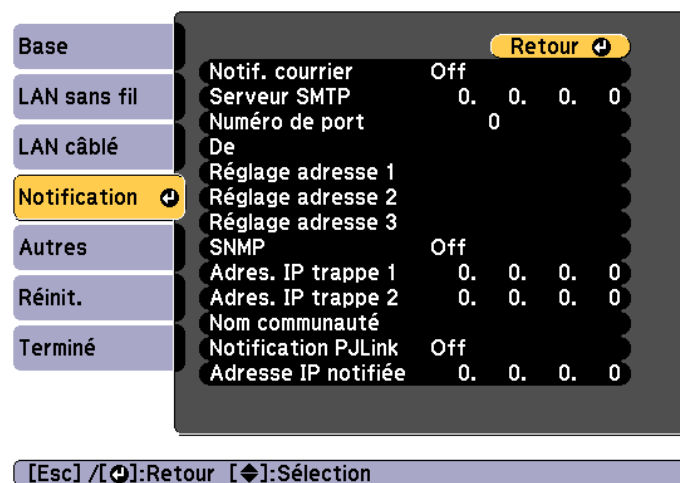 Base
LAN sans fil
LAN câblé
Notification
Autres
Réinit.
Terminé
Retour
Notif. courrier Off
Serveur SMTP 0. 0. 0. 0
Numéro de port 0
De
Réglage adresse 1
Réglage adresse 2
Réglage adresse 3
SNMP Off
Adres. IP trappe 1 0. 0. 0. 0
Adres. IP trappe 2 0. 0. 0. 0
Nom communauté
Notification PJLink Off
Adresse IP notifiée 0. 0. 0. 0
[Esc] /[⏎]:Retour [◆]:Sélection